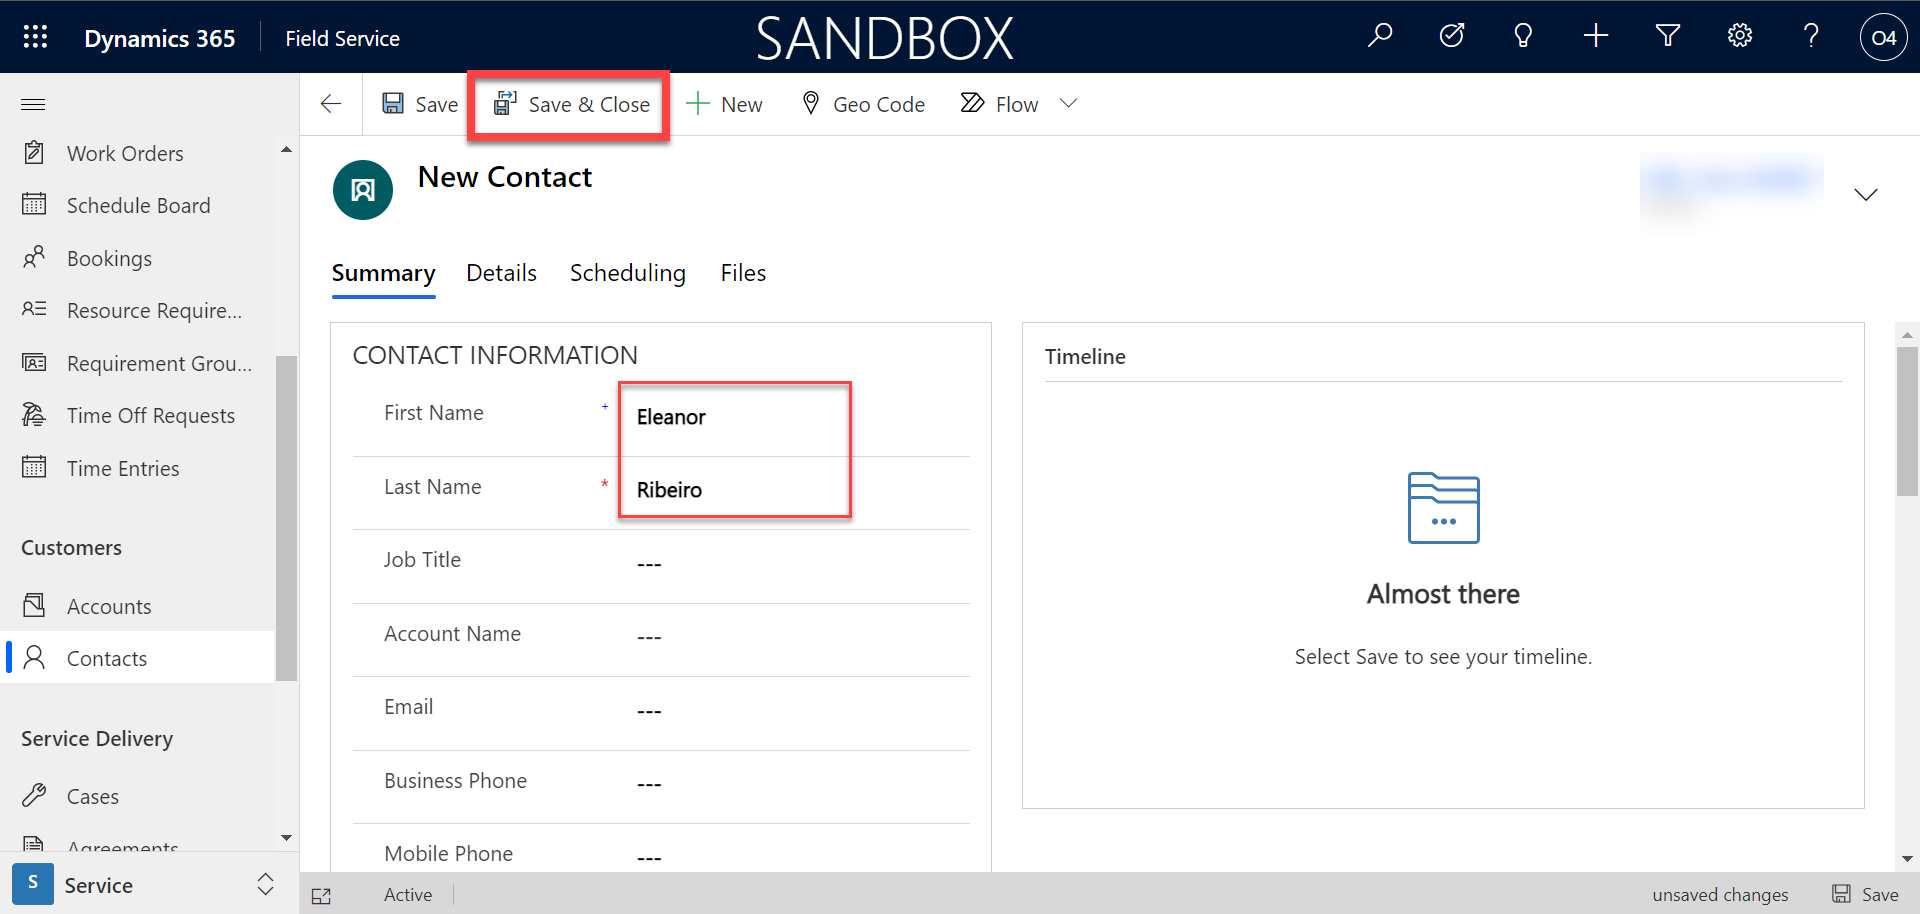 Dynamics 365
Field Service
SANDBOX
O4
Save
Save & Close
New
Geo Code
Flow
Work Orders
Schedule Board
Bookings
Resource Require...
Requirement Grou...
Time Off Requests
Time Entries
Customers
Accounts
Contacts
Service Delivery
Cases
Agreements
S
Service
New Contact
Summary
Details
Scheduling
Files
CONTACT INFORMATION
First Name + Eleanor
Last Name * Ribeiro
Job Title ---
Account Name ---
Email ---
Business Phone ---
Mobile Phone ---
Timeline
Almost there
Select Save to see your timeline.
Active
unsaved changes
Save